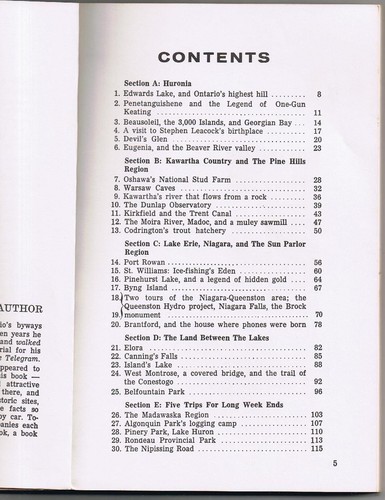 AUTHOR
io's byways
en years he
and walked
rial for his
Telegram.
ppeared to
is book —
attractive
storic sites,
e facts so
y car. To-
panies each
ok, a book
CONTENTS
Section A: Huronia
1. Edwards Lake, and Ontario's highest hill ......... 8
2. Penetanguishene and the Legend of One-Gun
Keating ......... 11
3. Beausoleil, the 3,000 Islands, and Georgian Bay ... 14
4. A visit to Stephen Leacock's birthplace ......... 17
5. Devil's Glen ......... 20
6. Eugenia, and the Beaver River valley ......... 23
Section B: Kawartha Country and The Pine Hills
Region
7. Oshawa's National Stud Farm ......... 28
8. Warsaw Caves ......... 32
9. Kawartha's river that flows from a rock ......... 36
10. The Dunlap Observatory ......... 39
11. Kirkfield and the Trent Canal ......... 43
12. The Moira River, Madoc, and a muley sawmill .... 47
13. Codrington's trout hatchery ......... 50
Section C: Lake Erie, Niagara, and The Sun Parlor
Region
14. Port Rowan ......... 56
15. St. Williams: Ice-fishing's Eden ......... 60
16. Pinehurst Lake, and a legend of hidden gold .... 64
17. Byng Island ......... 67
18. Two tours of the Niagara-Queenston area; the
Queenston Hydro project, Niagara Falls, the Brock
19. monument ......... 70
20. Brantford, and the house where phones were born 78
Section D: The Land Between The Lakes
21. Elora ......... 82
22. Canning's Falls ......... 85
23. Island's Lake ......... 88
24. West Montrose, a covered bridge, and the trail of
the Conestogo ......... 92
25. Belfountain Park ......... 96
Section E: Five Trips For Long Week Ends
26. The Madawaska Region ......... 103
27. Algonquin Park's logging camp ......... 107
28. Pinery Park, Lake Huron ......... 110
29. Rondeau Provincial Park ......... 113
30. The Nipissing Road ......... 115
5